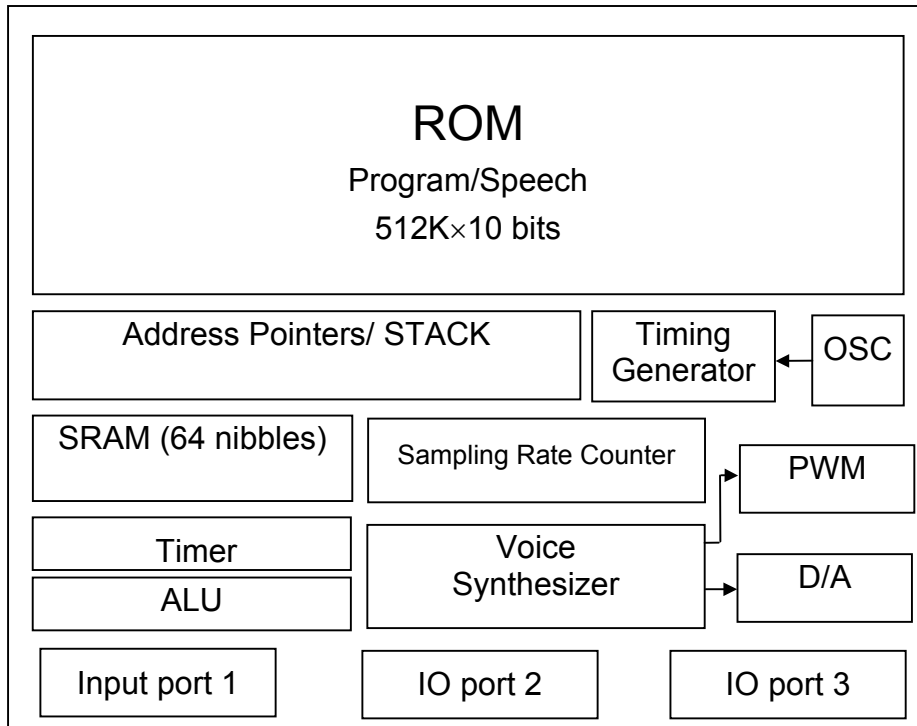 ROM
Program/Speech
512K×10 bits
Address Pointers/ STACK
Timing
Generator
OSC
SRAM (64 nibbles)
Sampling Rate Counter
PWM
Timer
Voice
Synthesizer
D/A
ALU
Input port 1
IO port 2
IO port 3